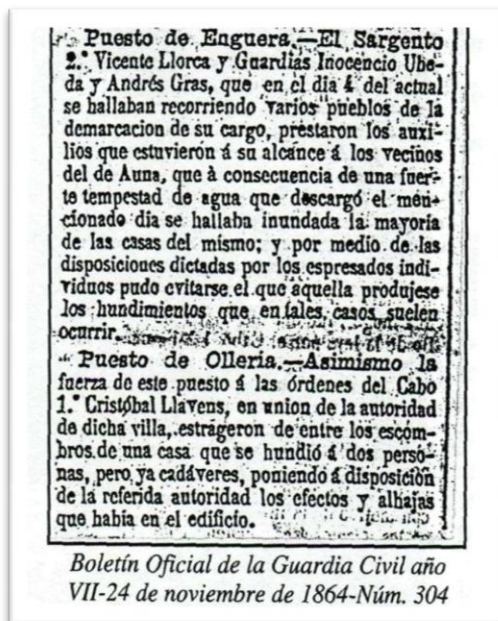 Puesto de Enguera.—El Sargento
2.° Vicente Llorca y Guardias Inocencio Ube-
da y Andrés Gras, que en el dia 4 del actual
se hallaban recorriendo varios pueblos de la
demarcacion de su cargo, prestaron los auxi-
lios que estuvieron á su alcance á los vecinos
del de Auna, que à consecuencia de una fuer-
te tempestad de agua que descargó el men-
cionado dia se hallaba inundada la mayoria
de las casas del mismo; y por medio de las
disposiciones dictadas por los espresados indi-
viduos pudo evitarse el que aquella produjese
los hundimientos que en tales casos suelen
ocurrir.
Puesto de Olleria.—Asimismo la
fuerza de este puesto á las órdenes del Cabo
1.° Cristóbal Llavens, en union de la autoridad
de dicha villa, estrageron de entre los escom-
bros de una casa que se hundió á dos perso-
nas, pero ya cadáveres, poniendo á disposición
de la referida autoridad los efectos y alhajas
que habia en el edificio.
Boletín Oficial de la Guardia Civil año
VII-24 de noviembre de 1864-Núm. 304